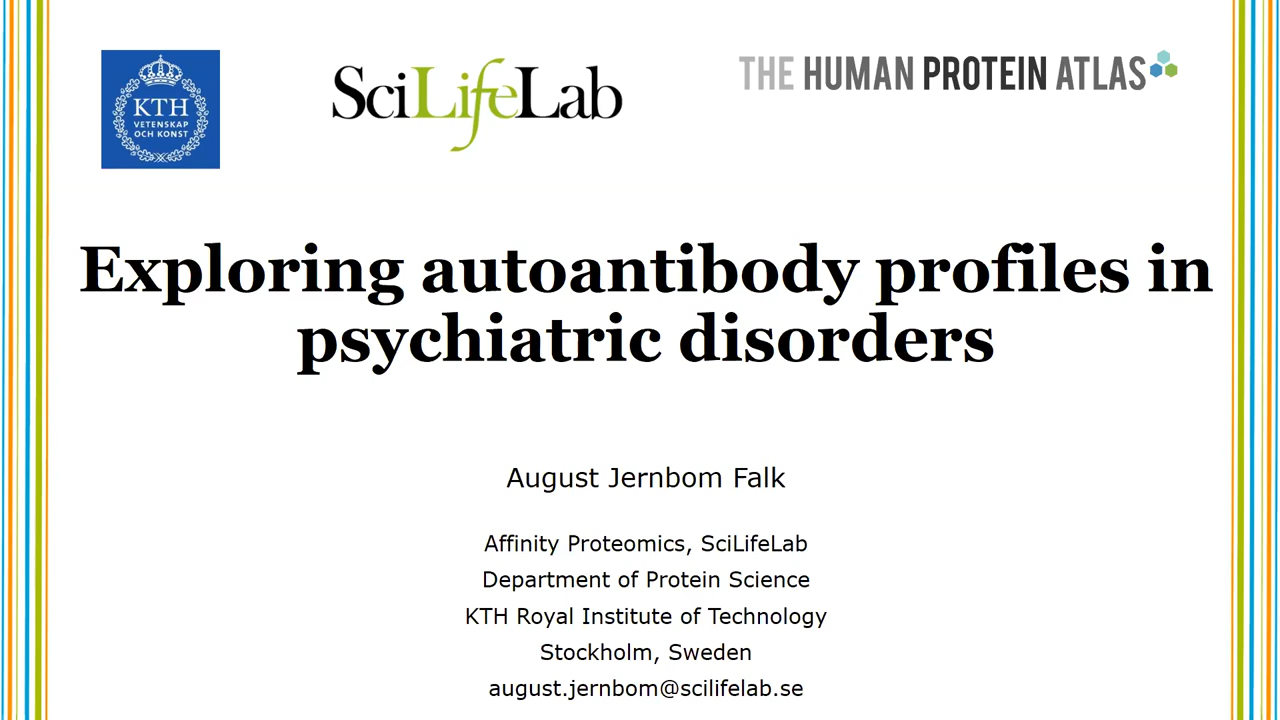 KTH
VETENSKAP
OCH KONST
SciLifeLab
THE HUMAN PROTEIN ATLAS
Exploring autoantibody profiles in
psychiatric disorders
August Jernbom Falk
Affinity Proteomics, SciLifeLab
Department of Protein Science
KTH Royal Institute of Technology
Stockholm, Sweden
august.jernbom@scilifelab.se